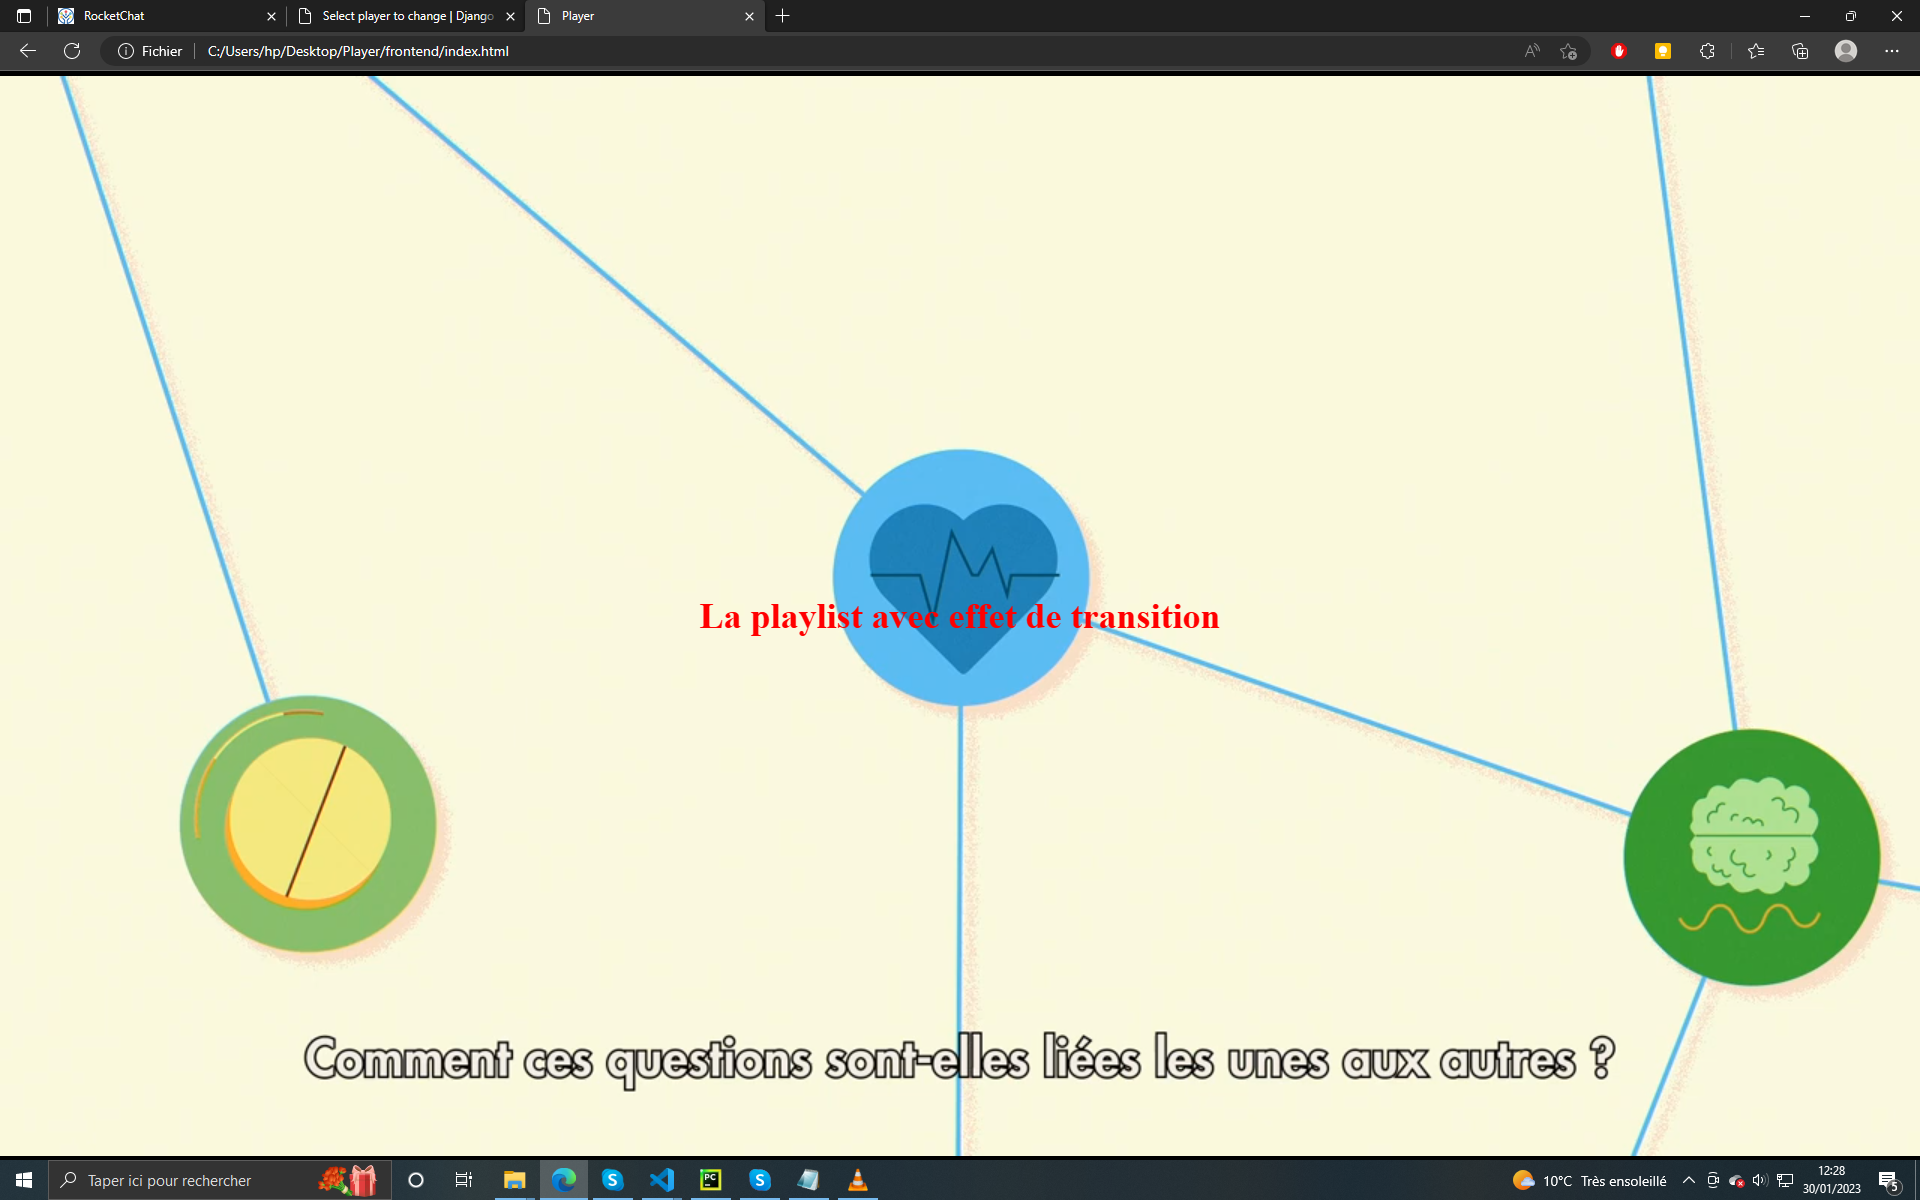 RocketChat
Select player to change | Django
Player
Fichier
C:/Users/hp/Desktop/Player/frontend/index.html
La playlist avec effet de transition
Comment ces questions sont-elles liées les unes aux autres ?
Taper ici pour rechercher
10°C Très ensoleillé
12:28
30/01/2023
5